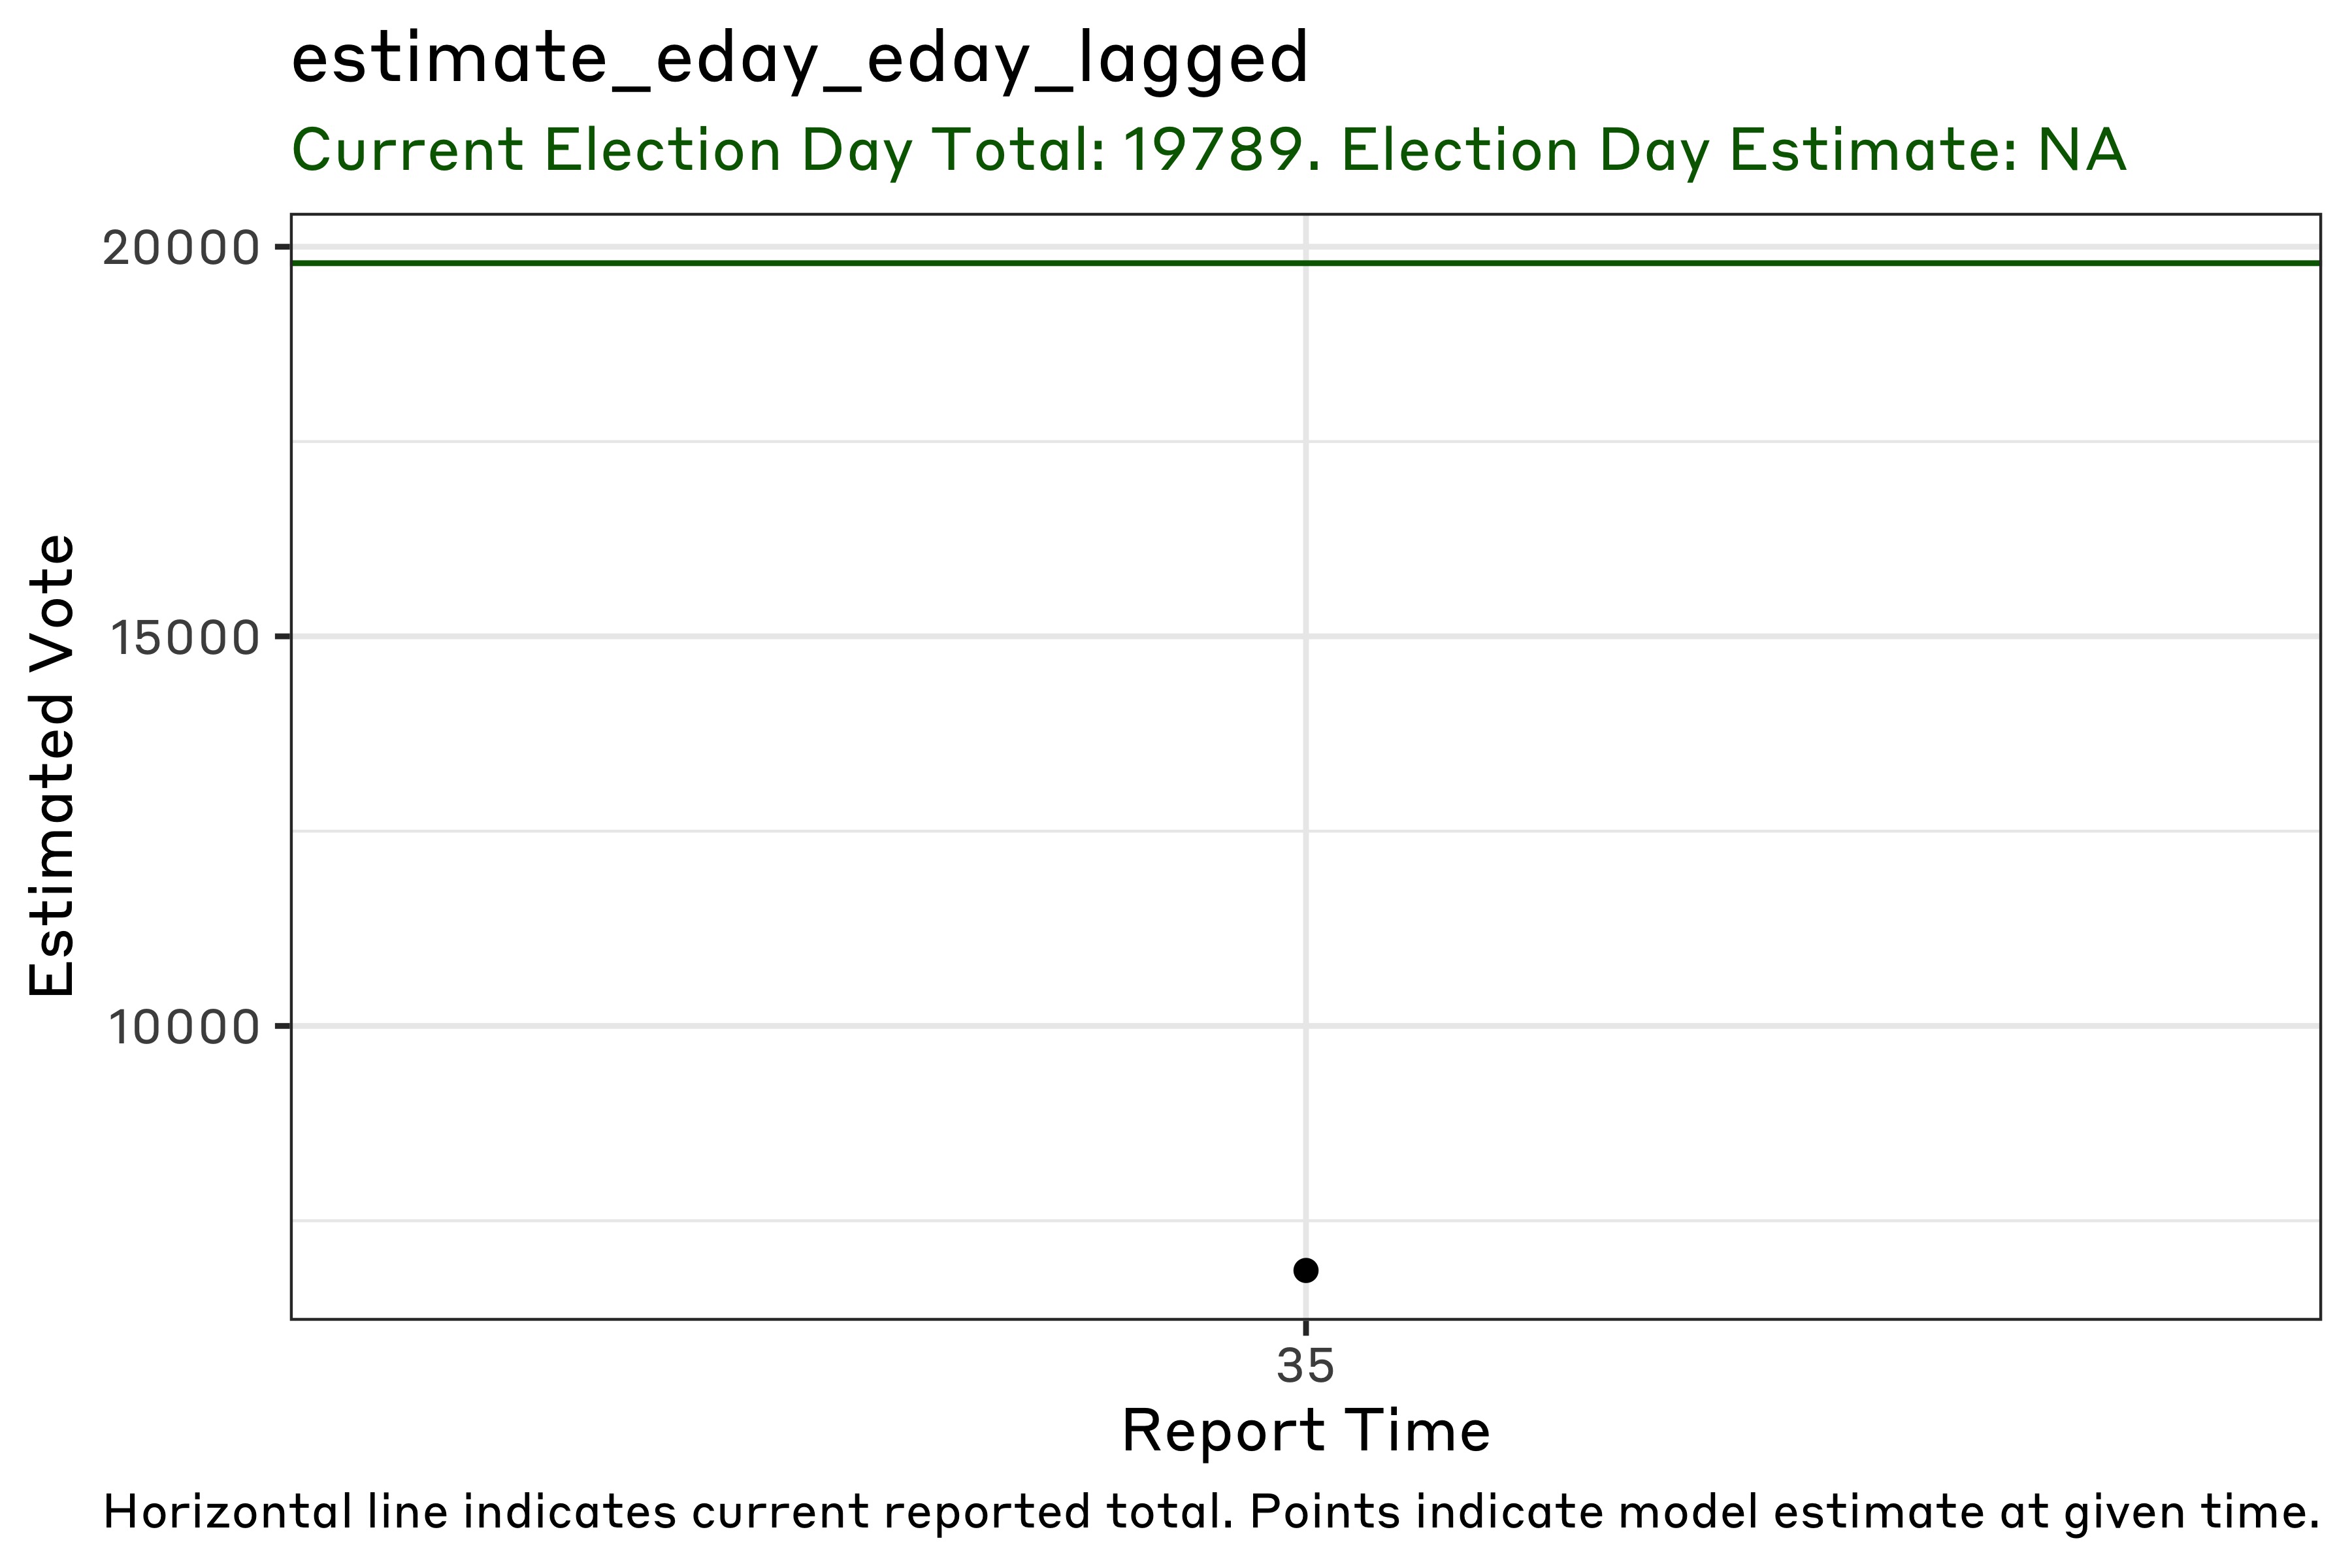 estimate_eday_eday_lagged
Current Election Day Total: 19789. Election Day Estimate: NA
Estimated Vote
20000
15000
10000
35
Report Time
Horizontal line indicates current reported total. Points indicate model estimate at given time.